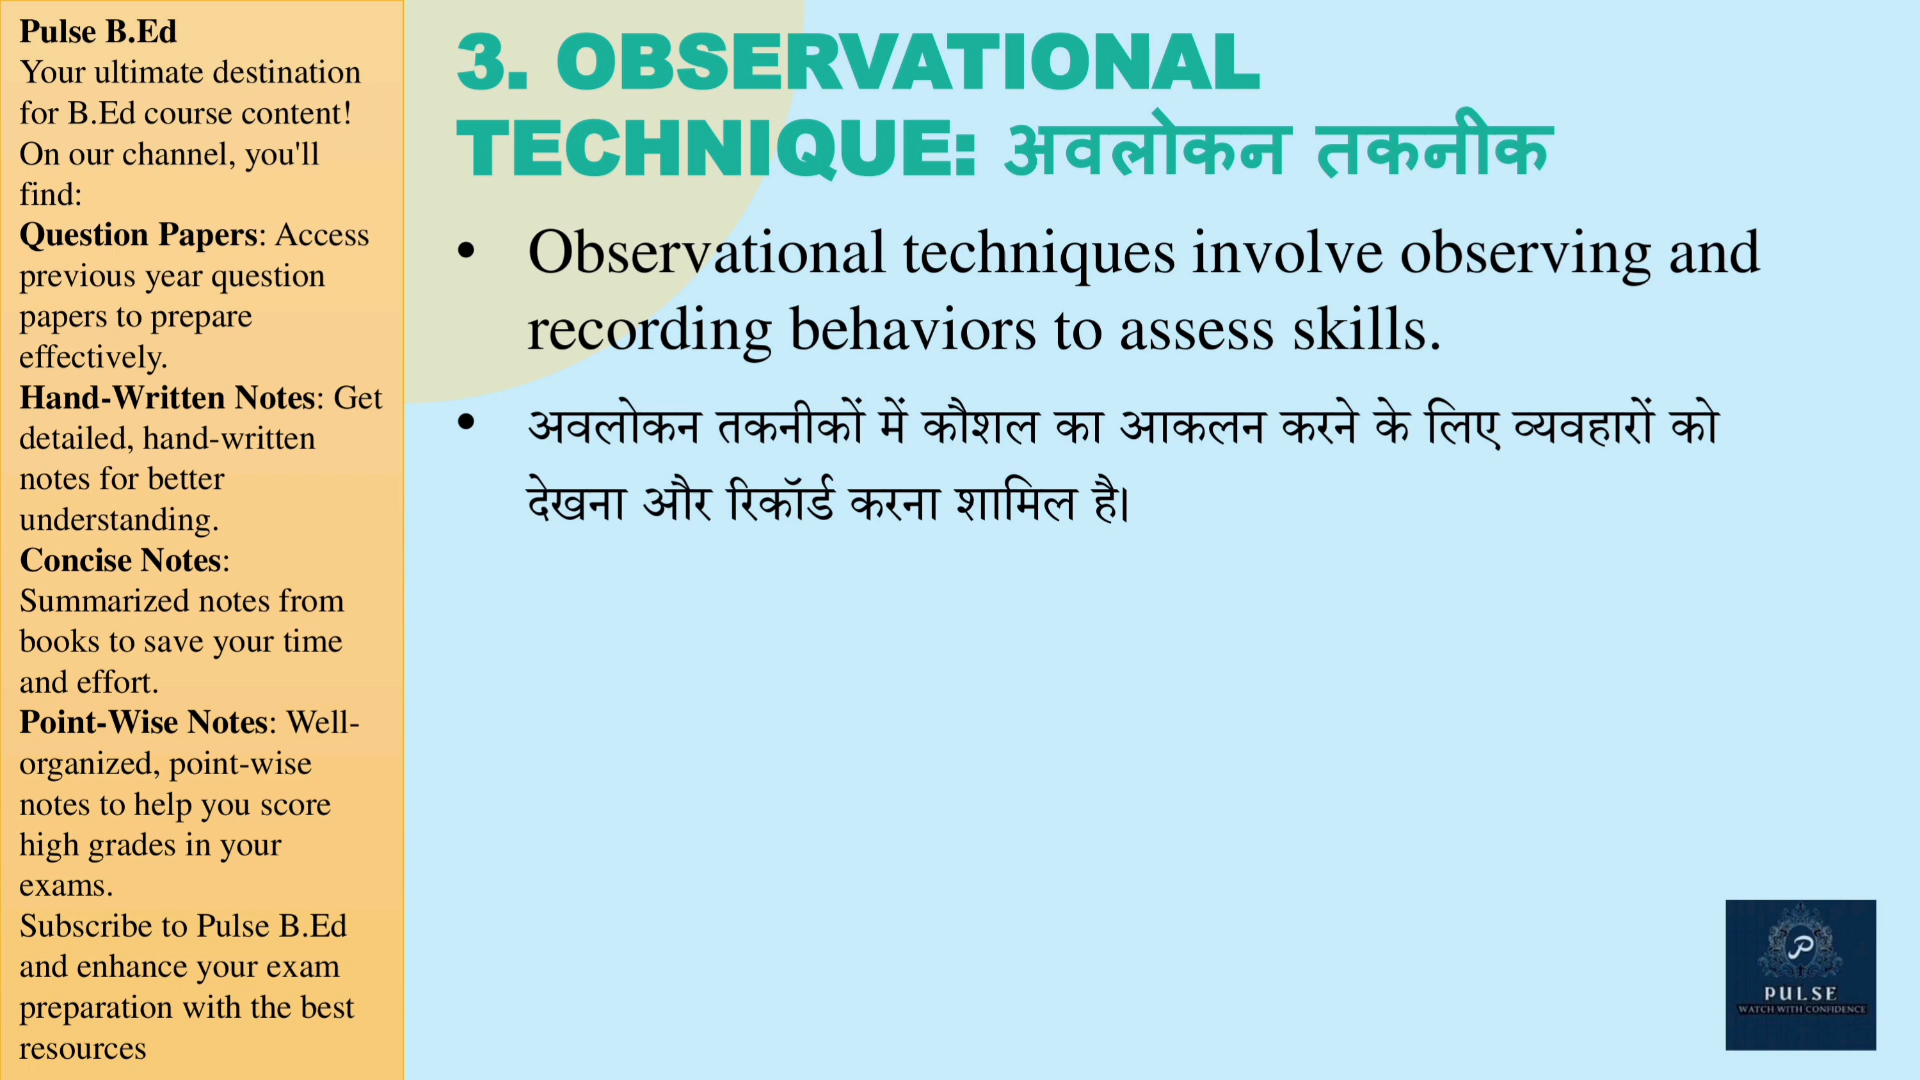 Pulse B.Ed
Your ultimate destination
for B.Ed course content!
On our channel, you'll
find:
Question Papers: Access
previous year question
papers to prepare
effectively.
Hand-Written Notes: Get
detailed, hand-written
notes for better
understanding.
Concise Notes:
Summarized notes from
books to save your time
and effort.
Point-Wise Notes: Well-
organized, point-wise
notes to help you score
high grades in your
exams.
Subscribe to Pulse B.Ed
and enhance your exam
preparation with the best
resources
3. OBSERVATIONAL
TECHNIQUE: अवलोकन तकनीक
• Observational techniques involve observing and
recording behaviors to assess skills.
• अवलोकन तकनीकों में कौशल का आकलन करने के लिए व्यवहारों को
देखना और रिकॉर्ड करना शामिल है।
P
PULSE
WATCH WITH CONFIDENCE